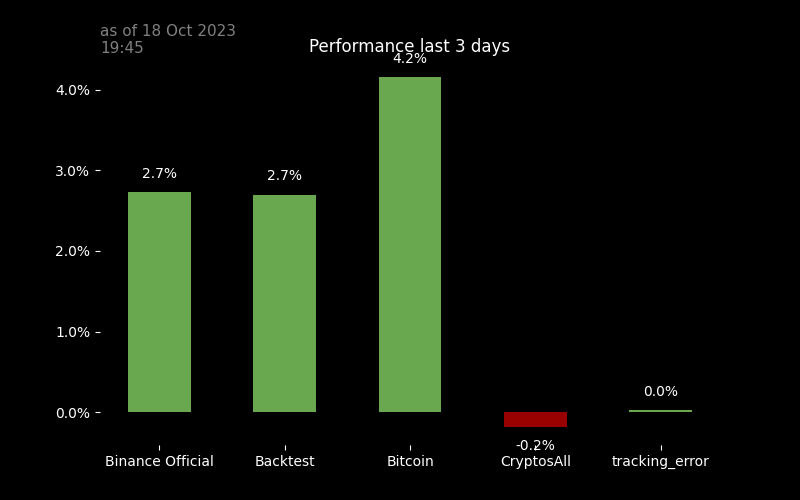 as of 18 Oct 2023
19:45
Performance last 3 days
4.2%
4.0%
3.0%
2.7%
2.7%
2.0%
1.0%
0.0%
0.0%
-0.2%
Binance Official
Backtest
Bitcoin
CryptosAll
tracking_error